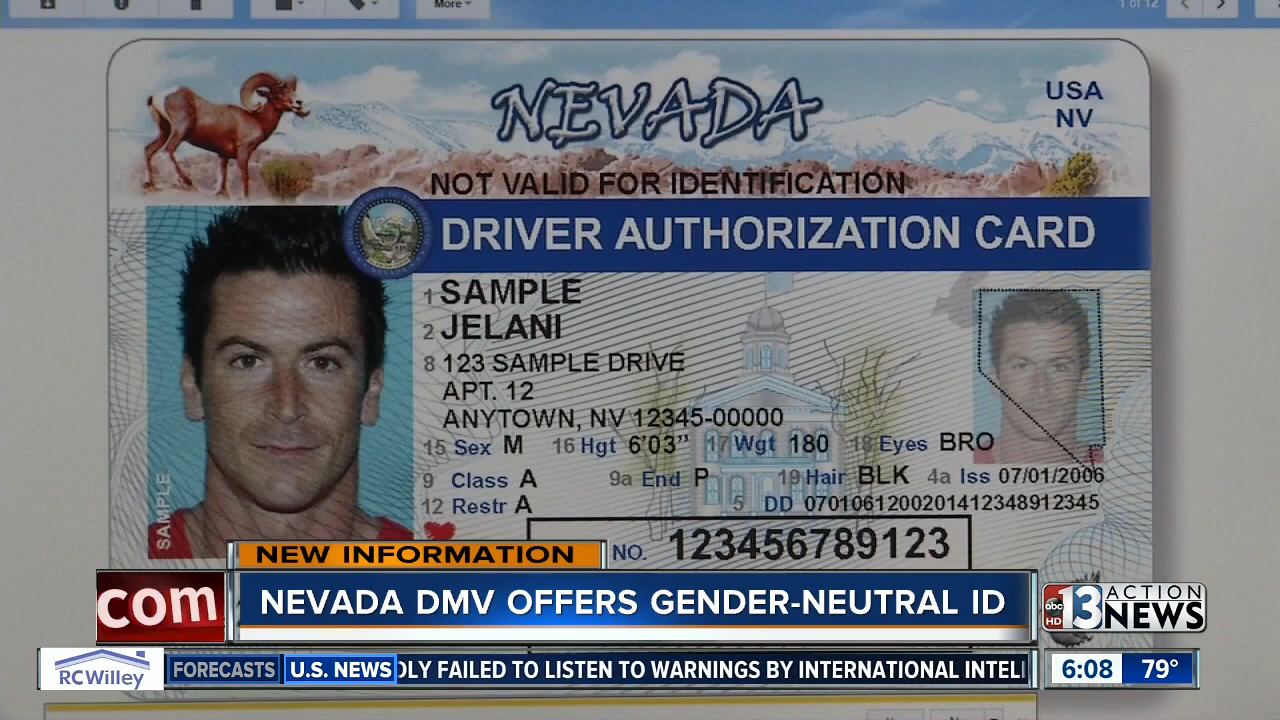 More
1 of 12
NEVADA
USA
NV
NOT VALID FOR IDENTIFICATION
DRIVER AUTHORIZATION CARD
1 SAMPLE
2 JELANI
8 123 SAMPLE DRIVE
APT. 12
ANYTOWN, NV 12345-00000
15 Sex M 16 Hgt 6'03" 17 Wgt 180 18 Eyes BRO
9 Class A 9a End P 19 Hair BLK 4a Iss 07/01/2006
12 Restr A 5 DD 0701061200201412348912345
SAMPLE
NO. 123456789123
NEW INFORMATION
NEVADA DMV OFFERS GENDER-NEUTRAL ID
com
abc HD 13 ACTION NEWS
RCWilley
FORECASTS U.S. NEWS DLY FAILED TO LISTEN TO WARNINGS BY INTERNATIONAL INTELI
6:08 79°